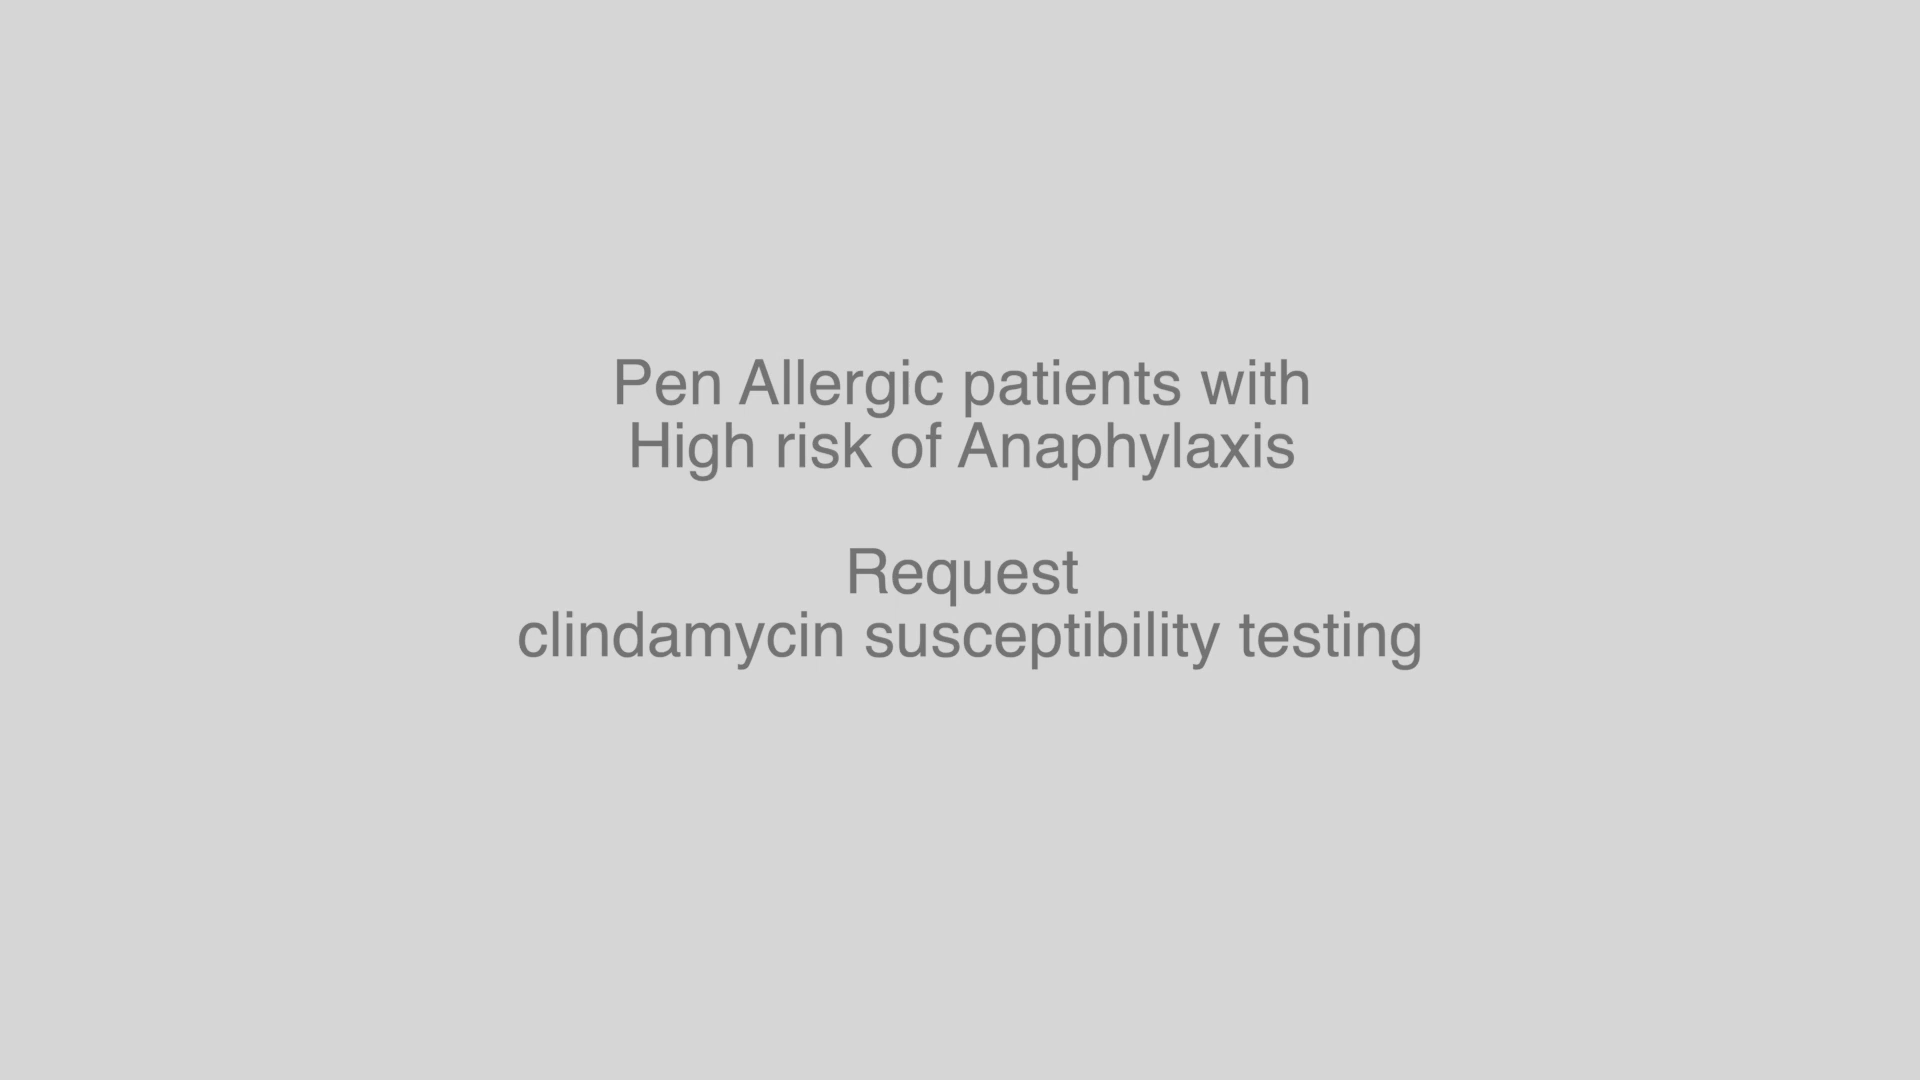 Pen Allergic patients with
High risk of Anaphylaxis
Request
clindamycin susceptibility testing